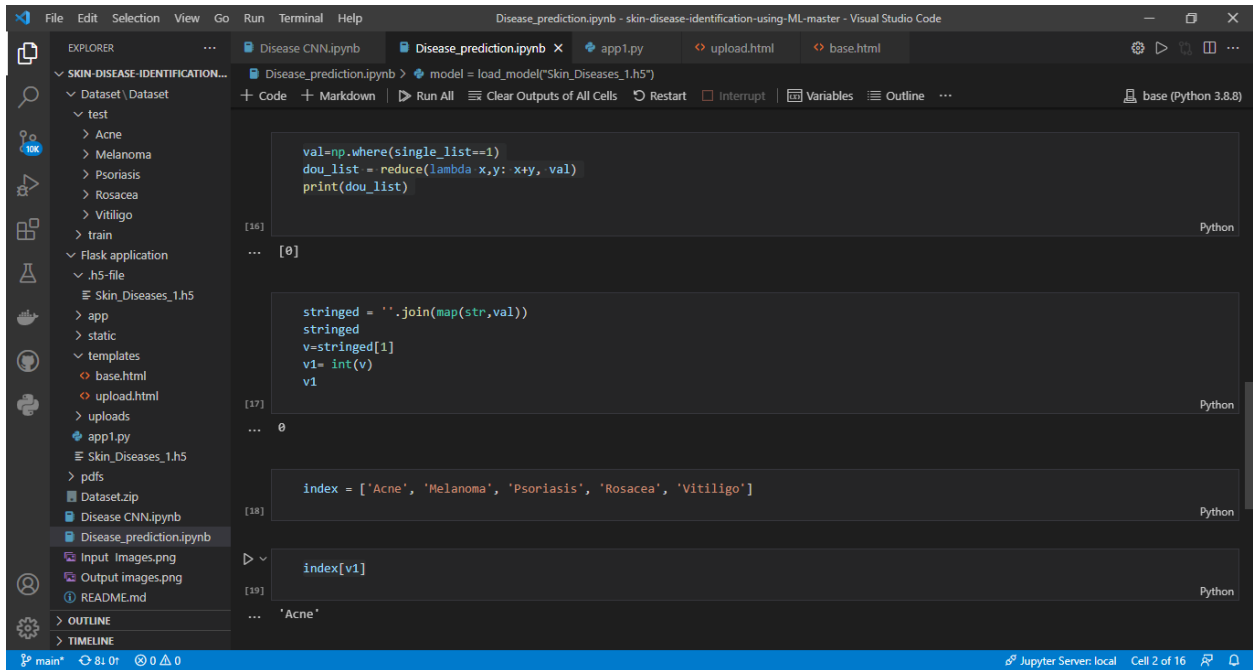 File Edit Selection View Go Run Terminal Help
Disease_prediction.ipynb - skin-disease-identification-using-ML-master - Visual Studio Code
EXPLORER
SKIN-DISEASE-IDENTIFICATION...
Dataset\Dataset
test
Acne
Melanoma
Psoriasis
Rosacea
Vitiligo
train
Flask application
.h5-file
Skin_Diseases_1.h5
app
static
templates
base.html
upload.html
uploads
app1.py
Skin_Diseases_1.h5
pdfs
Dataset.zip
Disease CNN.ipynb
Disease_prediction.ipynb
Input Images.png
Output images.png
README.md
OUTLINE
TIMELINE
10K
Disease CNN.ipynb Disease_prediction.ipynb app1.py upload.html base.html
Disease_prediction.ipynb > model = load_model("Skin_Diseases_1.h5")
+ Code + Markdown Run All Clear Outputs of All Cells Restart Interrupt Variables Outline ... base (Python 3.8.8)
val=np.where(single_list==1)
dou_list = reduce(lambda x,y: x+y, val)
print(dou_list)
[16] Python
... [0]
stringed = ''.join(map(str,val))
stringed
v=stringed[1]
v1= int(v)
v1
[17] Python
... 0
index = ['Acne', 'Melanoma', 'Psoriasis', 'Rosacea', 'Vitiligo']
[18] Python
index[v1]
[19] Python
... 'Acne'
main* 8↓ 0↑ 0 0 Jupyter Server: local Cell 2 of 16